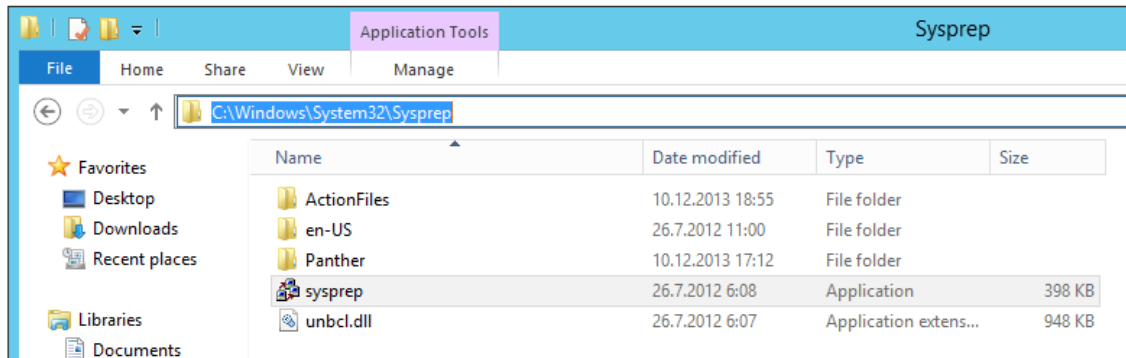 Application Tools Sysprep
File Home Share View Manage
C:\Windows\System32\Sysprep
Name Date modified Type Size
Favorites
Desktop
Downloads
Recent places
Libraries
Documents
ActionFiles 10.12.2013 18:55 File folder
en-US 26.7.2012 11:00 File folder
Panther 10.12.2013 17:12 File folder
sysprep 26.7.2012 6:08 Application 398 KB
unbcl.dll 26.7.2012 6:07 Application extens... 948 KB